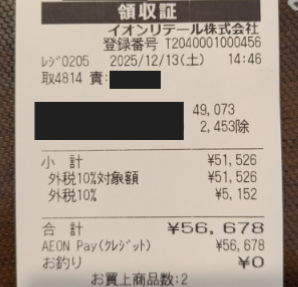 領収証
イオンリテール株式会社
登録番号 T2040001000456
ﾚｼﾞ0205 2025/12/13(土) 14:46
取4814 責:
49,073
2,453除
小 計 ¥51,526
外税10%対象額 ¥51,526
外税10% ¥5,152
合 計 ¥56,678
AEON Pay(ｸﾚｼﾞｯﾄ) ¥56,678
お釣り ¥0
お買上商品数:2